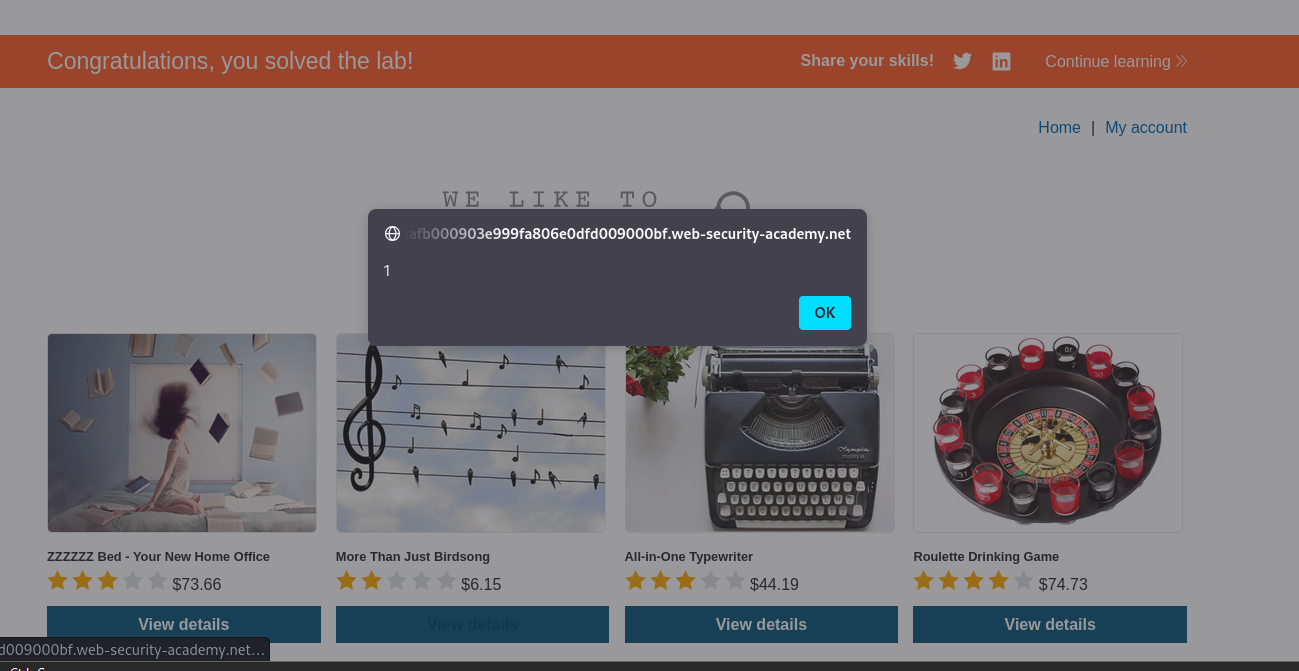 Congratulations, you solved the lab!
Share your skills!
Continue learning
Home | My account
WE LIKE TO
afb000903e999fa806e0dfd009000bf.web-security-academy.net
1
OK
ZZZZZZ Bed - Your New Home Office
$73.66
View details
More Than Just Birdsong
$6.15
View details
All-in-One Typewriter
$44.19
View details
Roulette Drinking Game
$74.73
View details
d009000bf.web-security-academy.net…